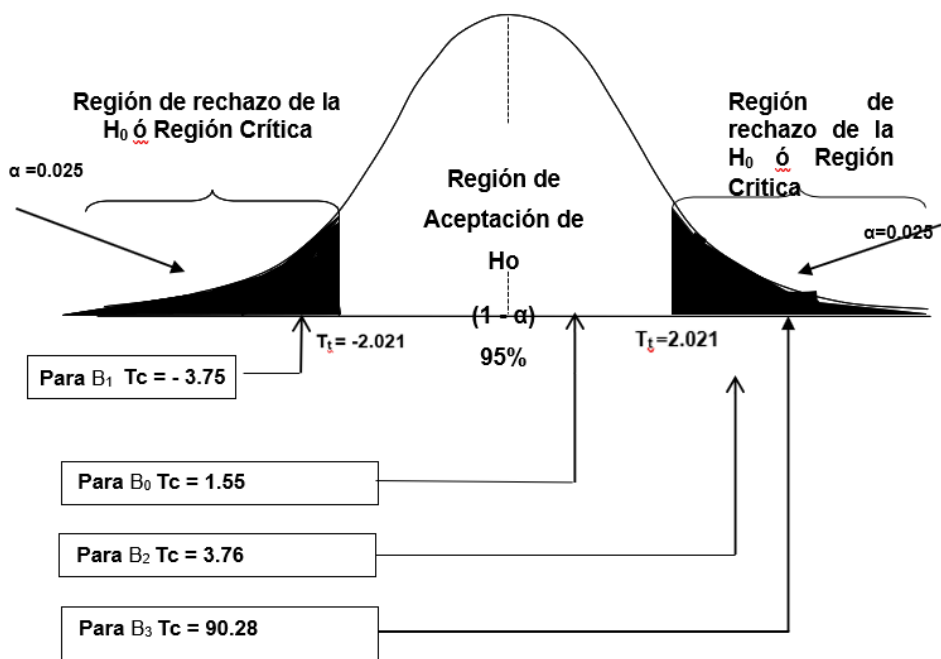 Región de rechazo de la
H₀ ó Región Crítica
Región de
rechazo de la
H₀ ó Región
Critica
α =0.025
Región de
Aceptación de
Ho
(1 - α)
95%
α=0.025
Tt = -2.021
Tt =2.021
Para B₁ Tc = - 3.75
Para B₀ Tc = 1.55
Para B₂ Tc = 3.76
Para B₃ Tc = 90.28